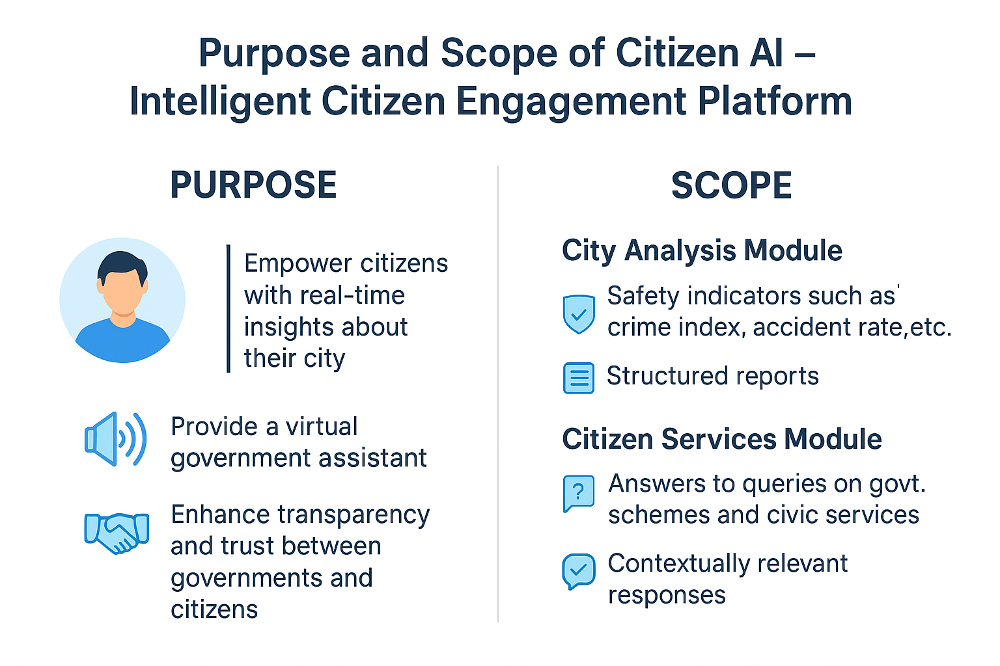 Purpose and Scope of Citizen AI –
Intelligent Citizen Engagement Platform
PURPOSE
Empower citizens
with real-time
insights about
their city
Provide a virtual
government assistant
Enhance transparency
and trust between
governments and
citizens
SCOPE
City Analysis Module
Safety indicators such as'
crime index, accident rate,etc.
Structured reports
Citizen Services Module
?
Answers to queries on govt.
schemes and civic services
Contextually relevant
responses